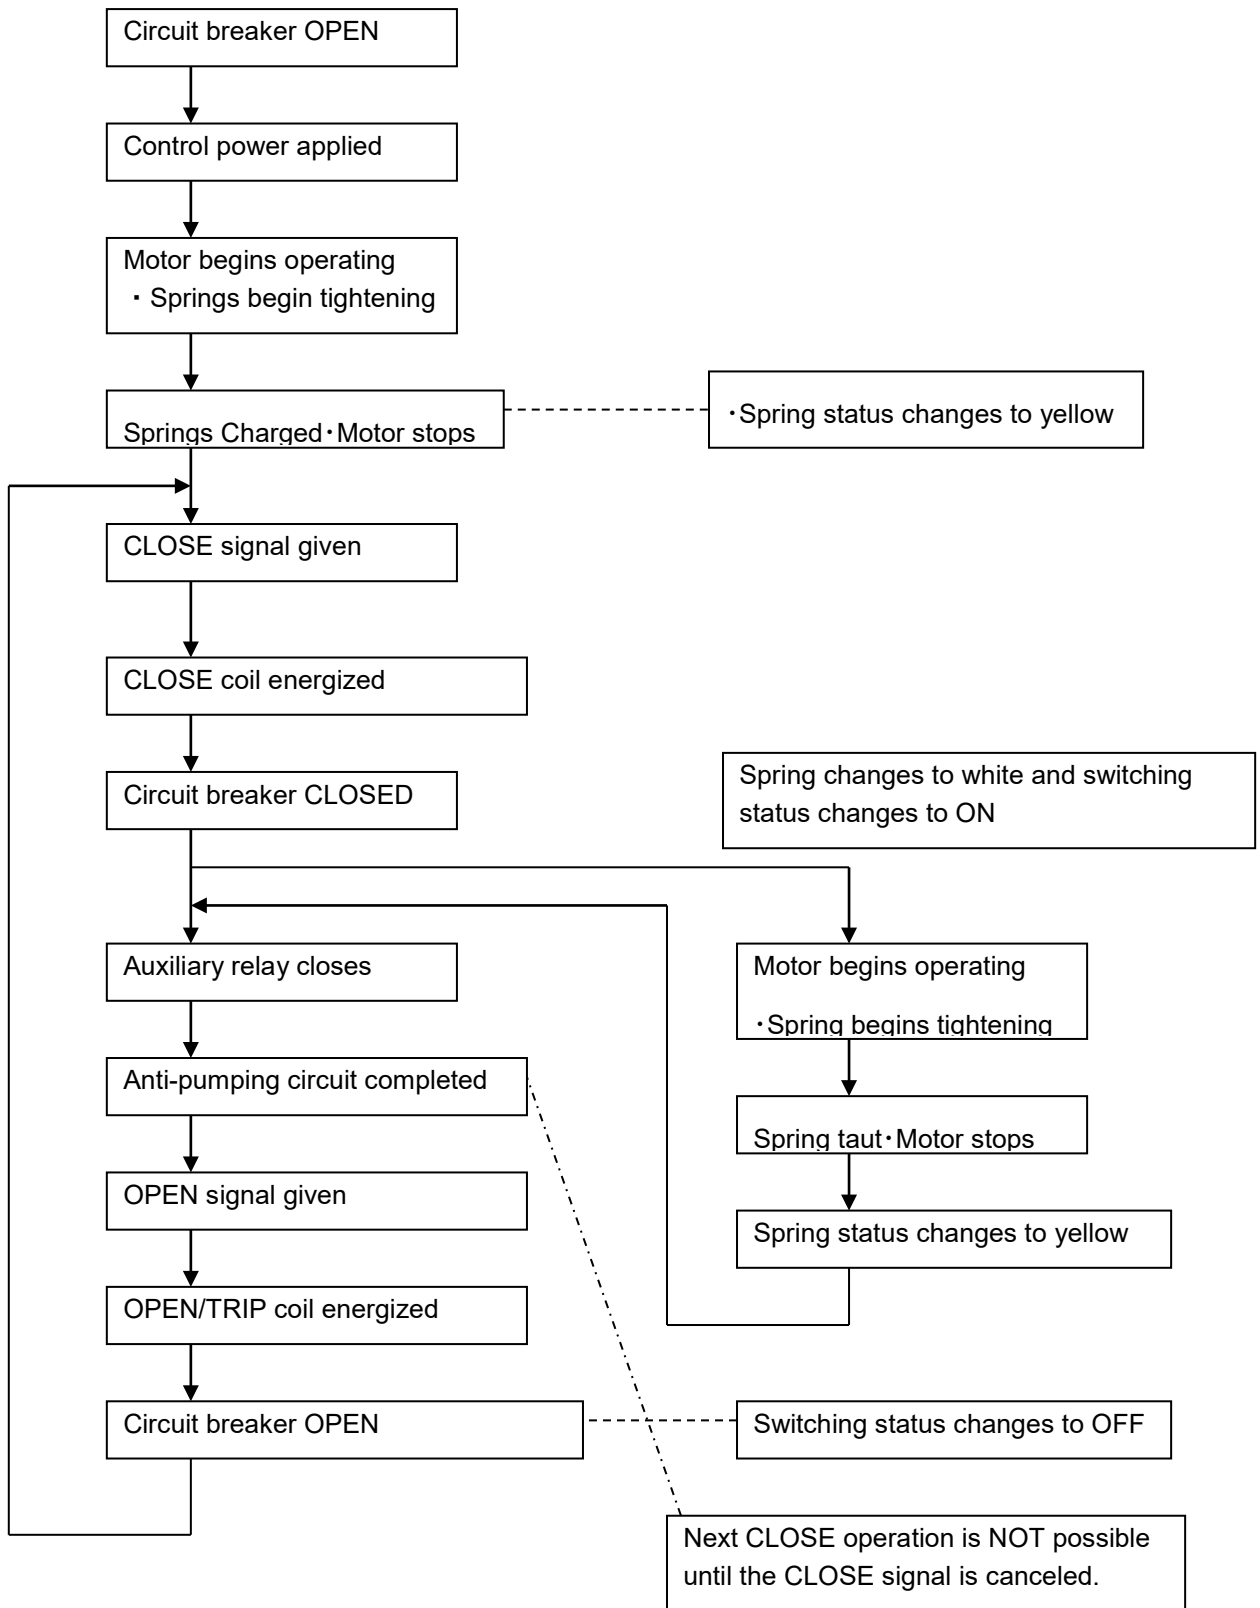 Circuit breaker OPEN
Control power applied
Motor begins operating
・Springs begin tightening
Springs Charged・Motor stops
・Spring status changes to yellow
CLOSE signal given
CLOSE coil energized
Circuit breaker CLOSED
Spring changes to white and switching
status changes to ON
Auxiliary relay closes
Motor begins operating
・Spring begins tightening
Anti-pumping circuit completed
Spring taut・Motor stops
OPEN signal given
Spring status changes to yellow
OPEN/TRIP coil energized
Circuit breaker OPEN
Switching status changes to OFF
Next CLOSE operation is NOT possible
until the CLOSE signal is canceled.